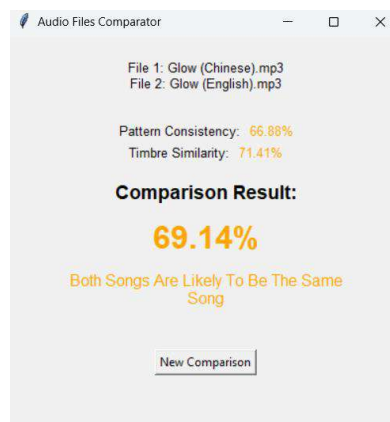 Audio Files Comparator
File 1: Glow (Chinese).mp3
File 2: Glow (English).mp3
Pattern Consistency: 66.88%
Timbre Similarity: 71.41%
Comparison Result:
69.14%
Both Songs Are Likely To Be The Same
Song
New Comparison